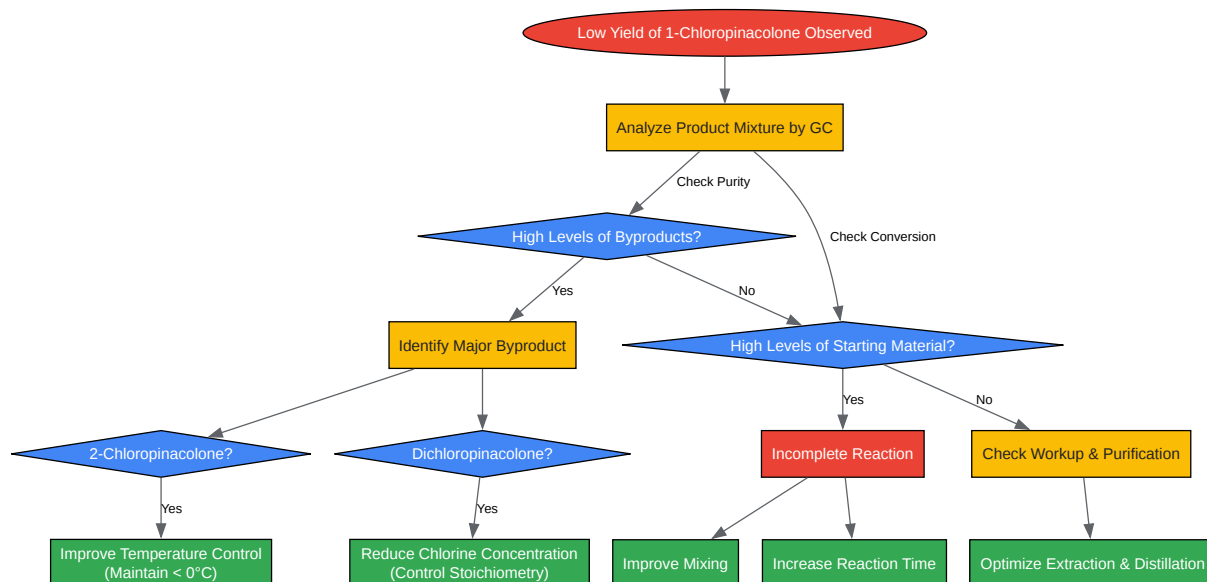 Low Yield of 1-Chloropinacolone Observed
Analyze Product Mixture by GC
Check Purity
High Levels of Byproducts?
Check Conversion
Yes
No
Identify Major Byproduct
High Levels of Starting Material?
Yes
No
2-Chloropinacolone?
Dichloropinacolone?
Incomplete Reaction
Check Workup & Purification
Yes
Yes
Improve Temperature Control
(Maintain < 0°C)
Reduce Chlorine Concentration
(Control Stoichiometry)
Improve Mixing
Increase Reaction Time
Optimize Extraction & Distillation